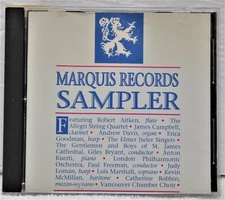 MARQUIS RECORDS
SAMPLER
Featuring Robert Aitken, flute • The
Allegri String Quartet • James Campbell,
clarinet • Andrew Davis, organ • Erica
Goodman, harp • The Elmer Iseler Singers •
The Gentlemen and Boys of St. James
Cathedral, Giles Bryant, conductor • Anton
Kuerti, piano • London Philharmonic
Orchestra, Paul Freeman, conductor • Judy
Loman, harp • Lois Marshall, soprano • Kevin
McMillan, baritone • Catherine Robbin,
mezzo-soprano • Vancouver Chamber Choir •